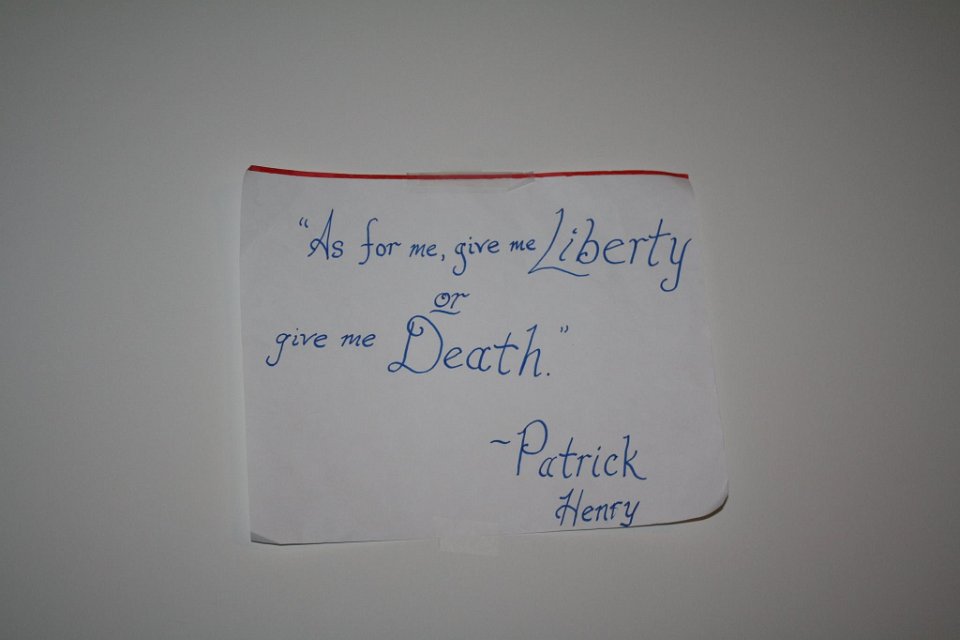 “As for me, give me Liberty
or
give me Death.”
~Patrick
Henry